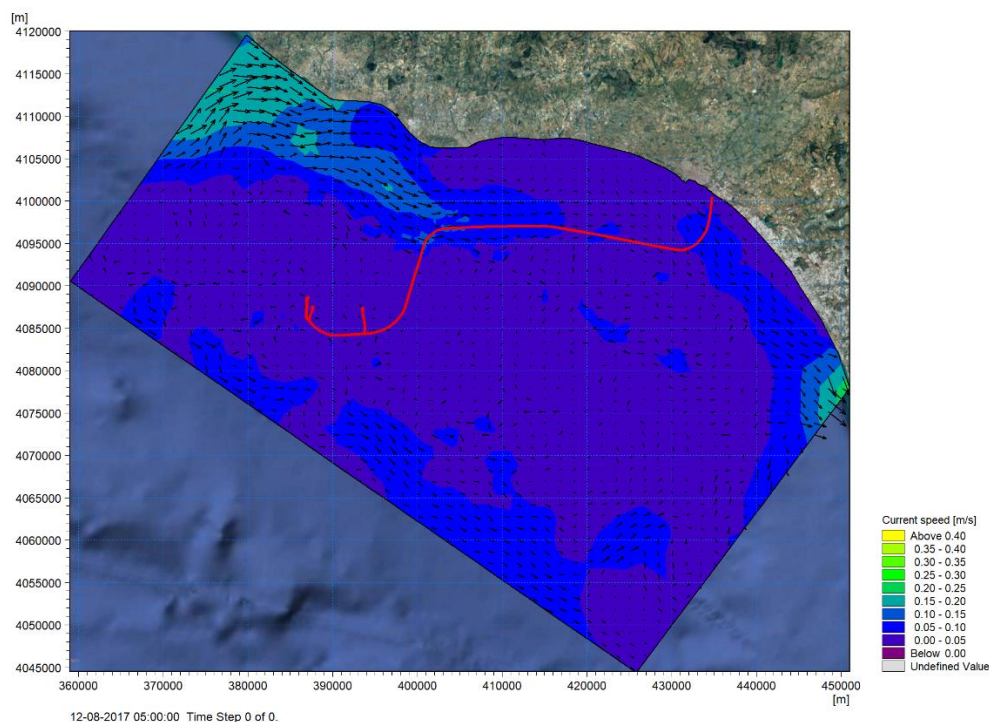 [m]
4120000
4115000
4110000
4105000
4100000
4095000
4090000
4085000
4080000
4075000
4070000
4065000
4060000
4055000
4050000
4045000
360000 370000 380000 390000 400000 410000 420000 430000 440000 450000
[m]
Current speed [m/s]
Above 0.40
0.35 - 0.40
0.30 - 0.35
0.25 - 0.30
0.20 - 0.25
0.15 - 0.20
0.10 - 0.15
0.05 - 0.10
0.00 - 0.05
Below 0.00
Undefined Value
12-08-2017 05:00:00 Time Step 0 of 0.